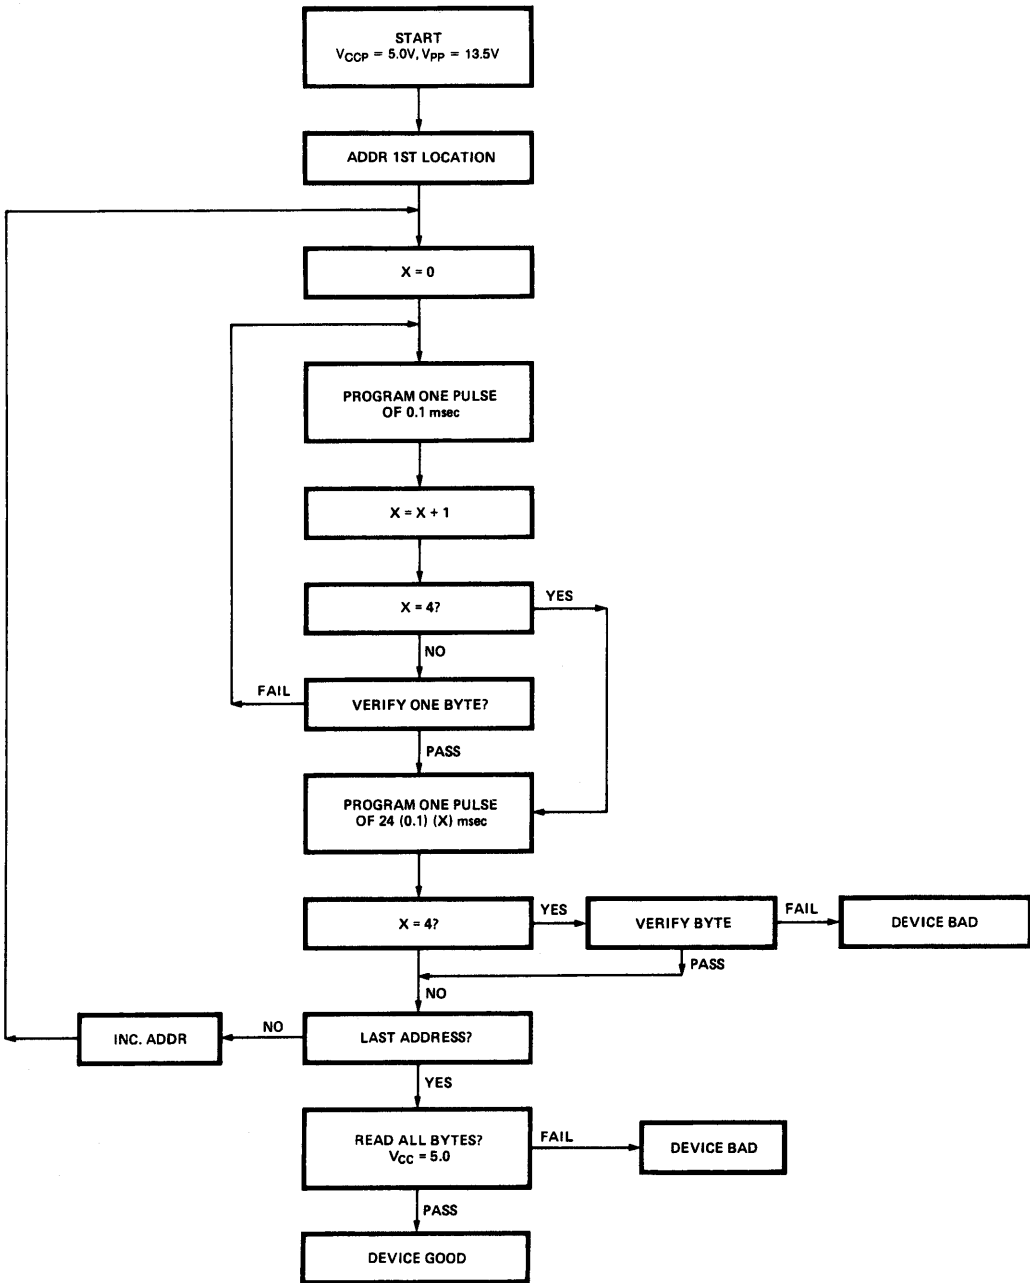 START
VCCP = 5.0V, VPP = 13.5V
ADDR 1ST LOCATION
X = 0
PROGRAM ONE PULSE
OF 0.1 msec
X = X + 1
X = 4?
YES
NO
FAIL
VERIFY ONE BYTE?
PASS
PROGRAM ONE PULSE
OF 24 (0.1) (X) msec
X = 4?
YES
VERIFY BYTE
FAIL
DEVICE BAD
PASS
NO
INC. ADDR
NO
LAST ADDRESS?
YES
READ ALL BYTES?
VCC = 5.0
FAIL
DEVICE BAD
PASS
DEVICE GOOD